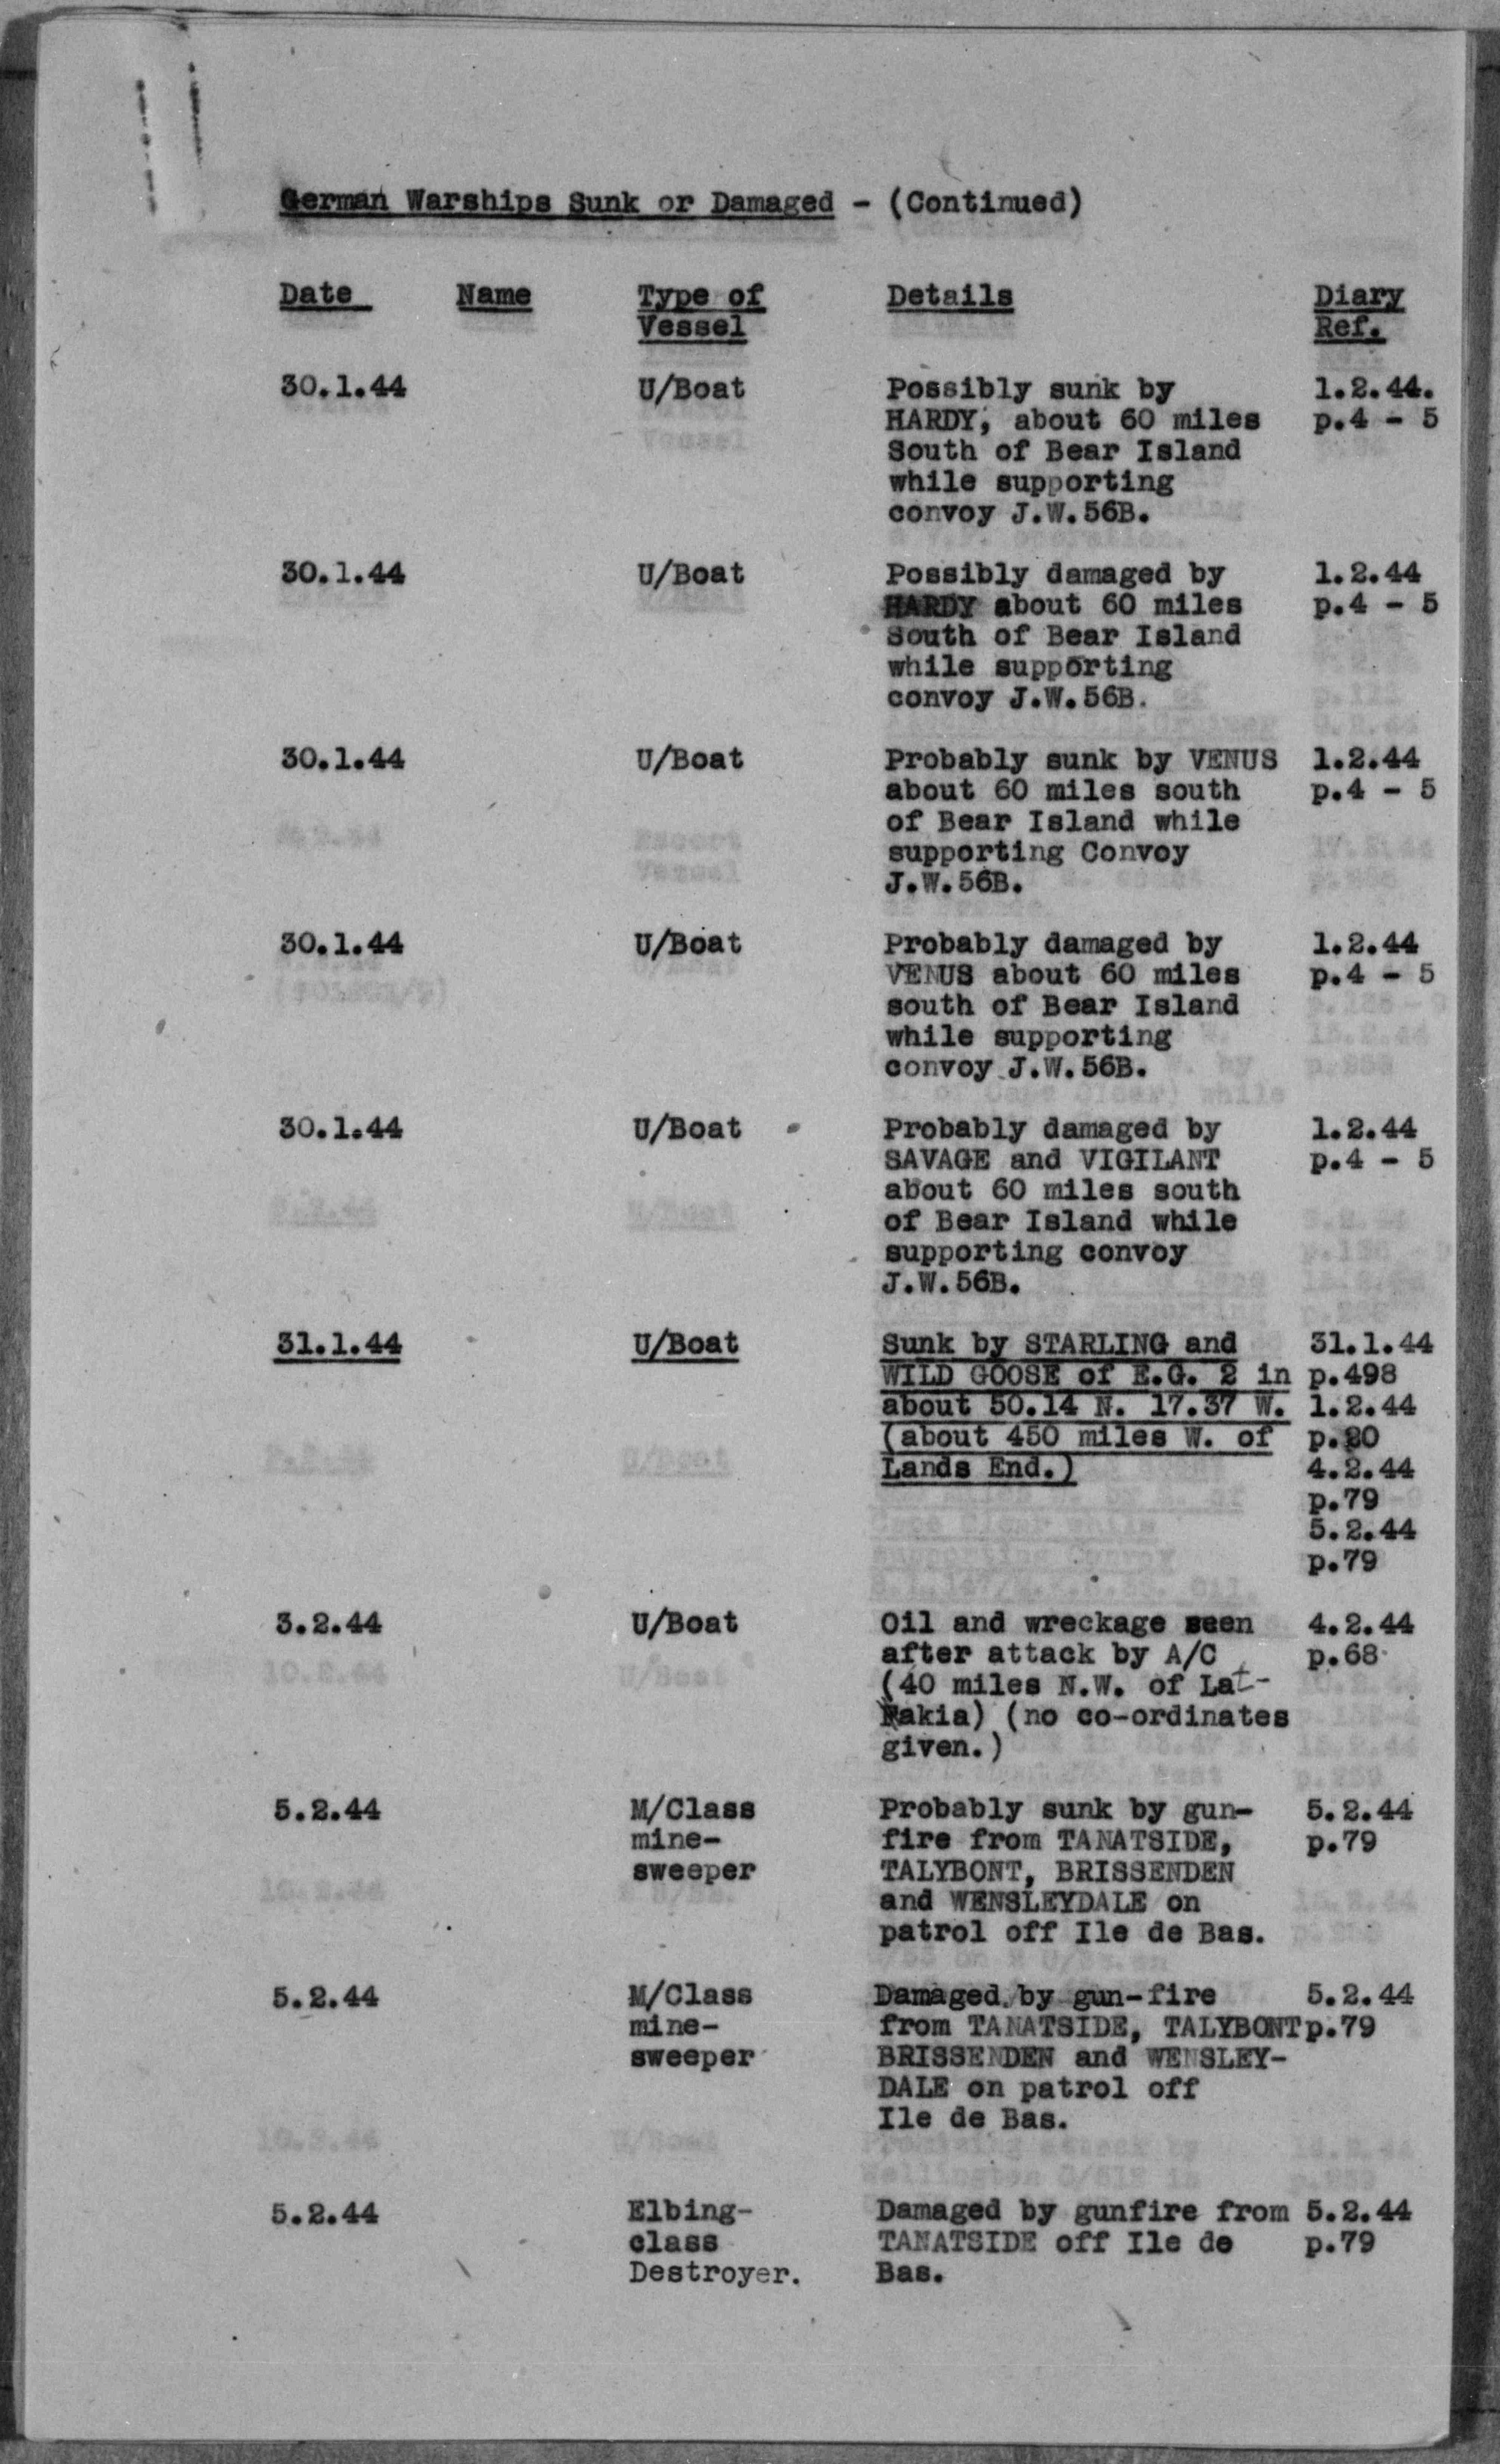 German Warships Sunk or Damaged - (Continued)
Date Name Type of Details Diary
Vessel Ref.
30.1.44 U/Boat Possibly sunk by 1.2.44.
HARDY, about 60 miles p.4 - 5
South of Bear Island
while supporting
convoy J.W.56B.
30.1.44 U/Boat Possibly damaged by 1.2.44
HARDY about 60 miles p.4 - 5
South of Bear Island
while supporting
convoy J.W.56B.
30.1.44 U/Boat Probably sunk by VENUS 1.2.44
about 60 miles south p.4 - 5
of Bear Island while
supporting Convoy
J.W.56B.
30.1.44 U/Boat Probably damaged by 1.2.44
VENUS about 60 miles p.4 - 5
south of Bear Island
while supporting
convoy J.W.56B.
30.1.44 U/Boat Probably damaged by 1.2.44
SAVAGE and VIGILANT p.4 - 5
about 60 miles south
of Bear Island while
supporting convoy
J.W.56B.
31.1.44 U/Boat Sunk by STARLING and 31.1.44
WILD GOOSE of E.G. 2 in p.498
about 50.14 N. 17.37 W. 1.2.44
(about 450 miles W. of p.20
Lands End.) 4.2.44
p.79
5.2.44
p.79
3.2.44 U/Boat Oil and wreckage seen 4.2.44
after attack by A/C p.68
(40 miles N.W. of Lat-
akia) (no co-ordinates
given.)
5.2.44 M/Class Probably sunk by gun- 5.2.44
mine- fire from TANATSIDE, p.79
sweeper TALYBONT, BRISSENDEN
and WENSLEYDALE on
patrol off Ile de Bas.
5.2.44 M/Class Damaged by gun-fire 5.2.44
mine- from TANATSIDE, TALYBONT p.79
sweeper BRISSENDEN and WENSLEY-
DALE on patrol off
Ile de Bas.
5.2.44 Elbing- Damaged by gunfire from 5.2.44
class TANATSIDE off Ile de p.79
Destroyer. Bas.